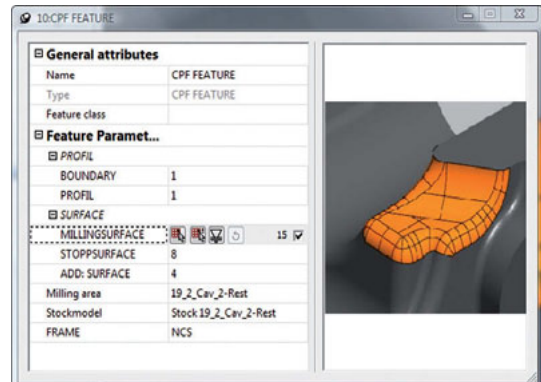 10:CPF FEATURE
General attributes
Name CPF FEATURE
Type CPF FEATURE
Feature class
Feature Paramet...
PROFIL
BOUNDARY 1
PROFIL 1
SURFACE
MILLINGSURFACE 15
STOPPSURFACE 8
ADD: SURFACE 4
Milling area 19_2_Cav_2-Rest
Stockmodel Stock 19_2_Cav_2-Rest
FRAME NCS